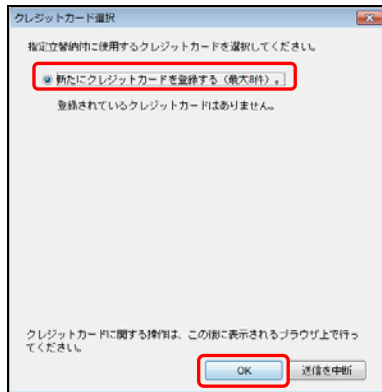 クレジットカード選択
指定立替納付に使用するクレジットカードを選択してください。
新たにクレジットカードを登録する（最大8件）。
登録されているクレジットカードはありません。
クレジットカードに関する操作は、この後に表示されるブラウザ上で行っ
てください。
OK 送信を中断